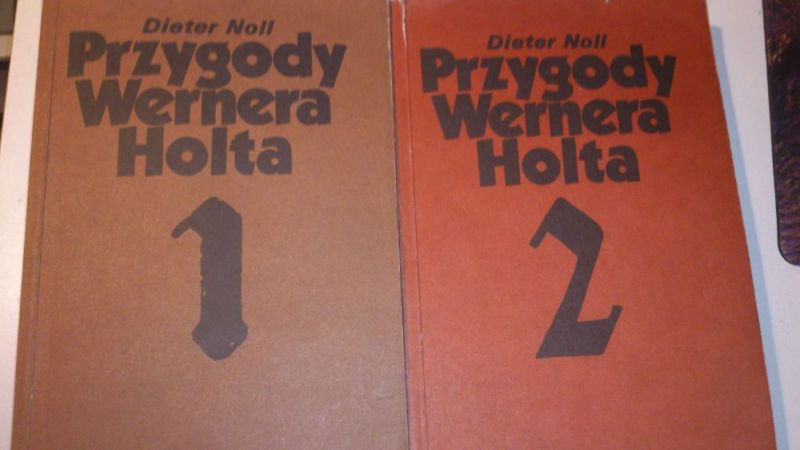 Dieter Noll
Przygody
Wernera
Holta
1
Dieter Noll
Przygody
Wernera
Holta
2